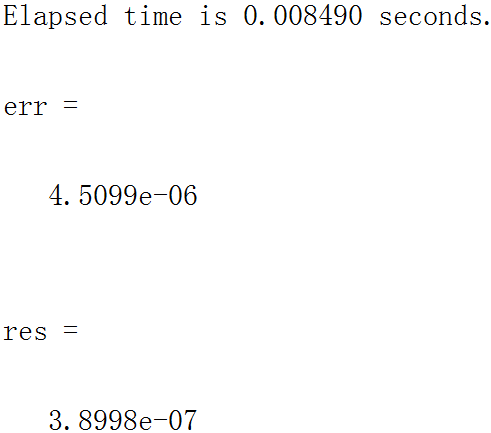 Elapsed time is 0.008490 seconds.
err =
4.5099e-06
res =
3.8998e-07